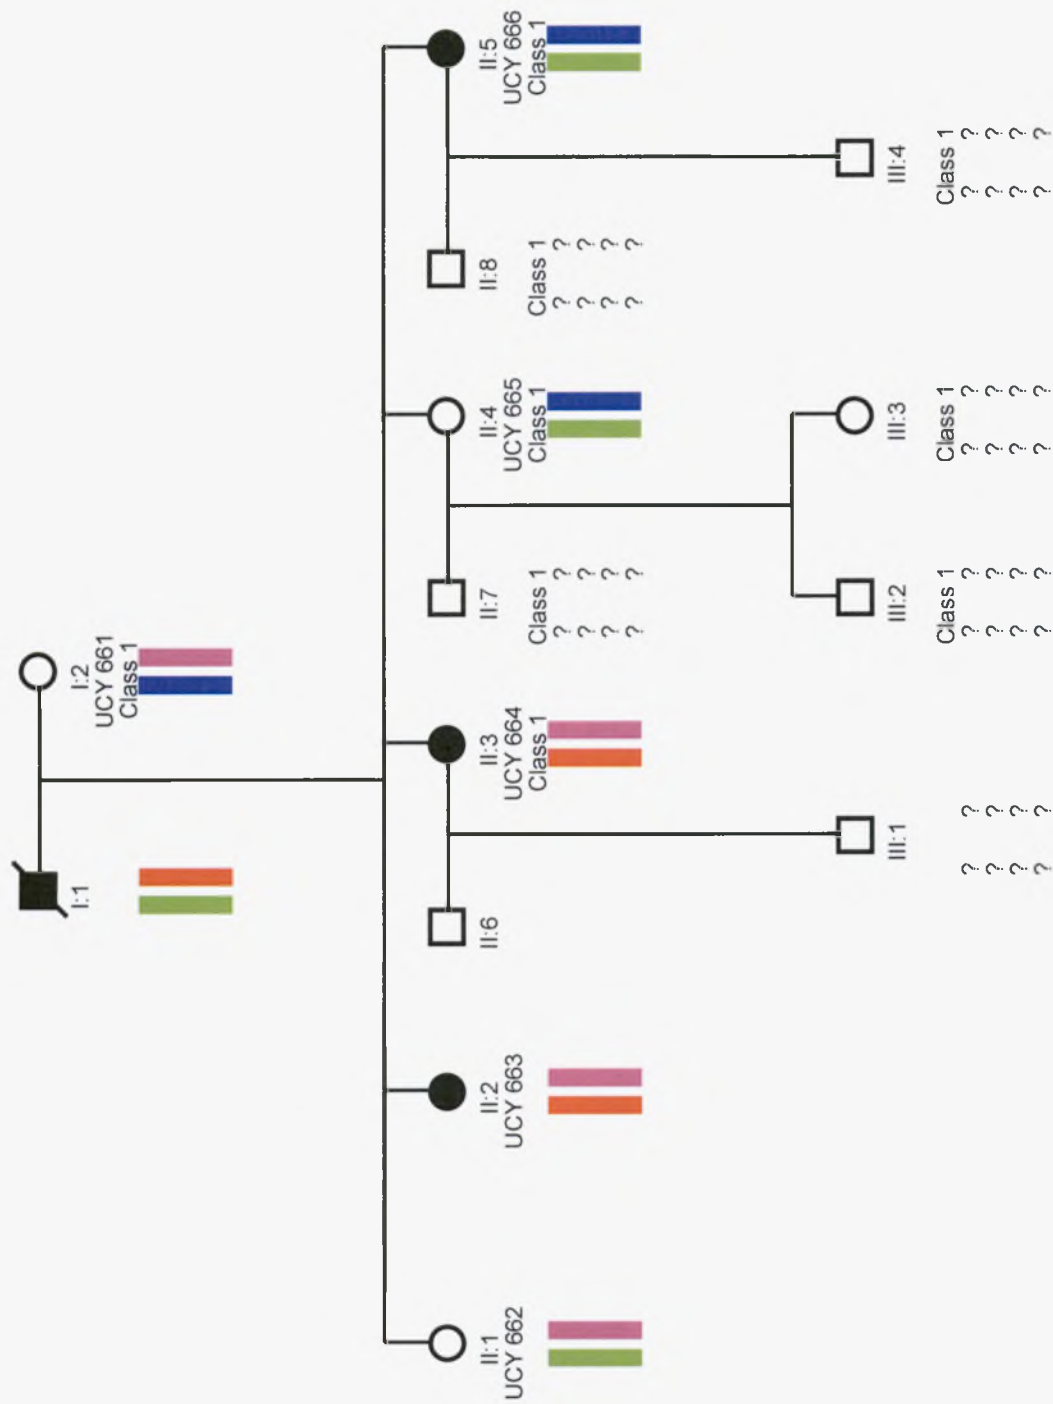 I:1
I:2
UCY 661
Class 1
II:1
UCY 662
II:2
UCY 663
II:6
II:3
UCY 664
Class 1
II:7
Class 1
? ?
? ?
? ?
? ?
II:4
UCY 665
Class 1
II:8
Class 1
? ?
? ?
? ?
? ?
II:5
UCY 666
Class 1
III:1
? ?
? ?
? ?
? ?
III:2
Class 1
? ?
? ?
? ?
? ?
III:3
Class 1
? ?
? ?
? ?
? ?
III:4
Class 1
? ?
? ?
? ?
? ?